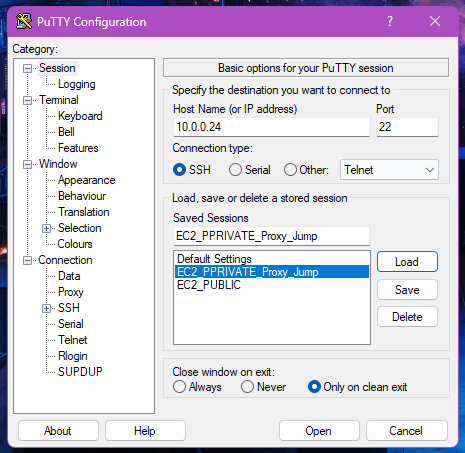 PuTTY Configuration
? ×
Category:
Session
Logging
Terminal
Keyboard
Bell
Features
Window
Appearance
Behaviour
Translation
Selection
Colours
Connection
Data
Proxy
SSH
Serial
Telnet
Rlogin
SUPDUP
Basic options for your PuTTY session
Specify the destination you want to connect to
Host Name (or IP address) Port
10.0.0.24 22
Connection type:
SSH Serial Other: Telnet
Load, save or delete a stored session
Saved Sessions
EC2_PPRIVATE_Proxy_Jump
Default Settings
EC2_PPRIVATE_Proxy_Jump
EC2_PUBLIC
Load
Save
Delete
Close window on exit:
Always Never Only on clean exit
About Help Open Cancel